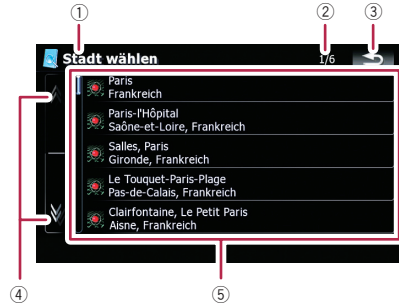 ① ② ③
Stadt wählen 1/6
Paris
Frankreich
Paris-l'Hôpital
Saône-et-Loire, Frankreich
Salles, Paris
Gironde, Frankreich
Le Touquet-Paris-Plage
Pas-de-Calais, Frankreich
Clairfontaine, Le Petit Paris
Aisne, Frankreich
④ ⑤